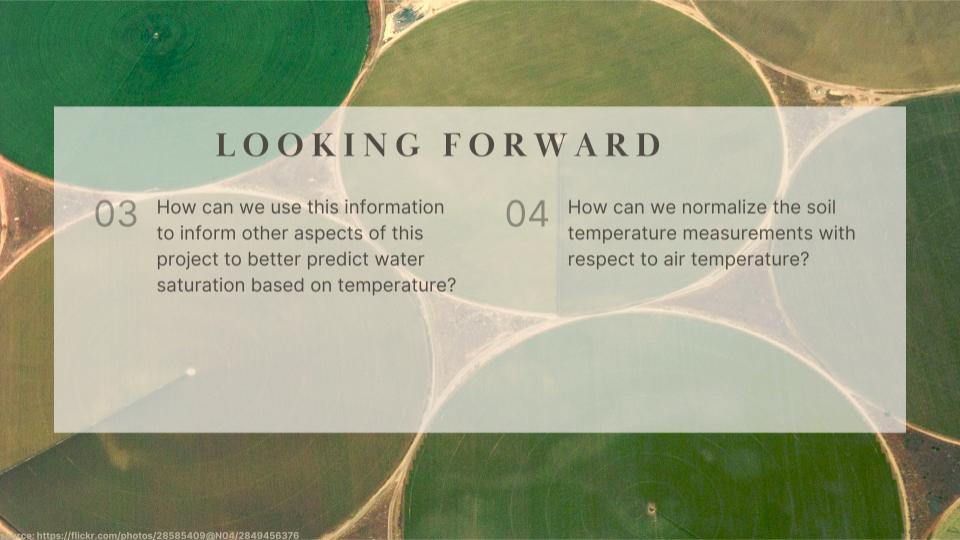 LOOKING FORWARD
03
How can we use this information
to inform other aspects of this
project to better predict water
saturation based on temperature?
04
How can we normalize the soil
temperature measurements with
respect to air temperature?
https://flickr.com/photos/28585409@N04/2849456376